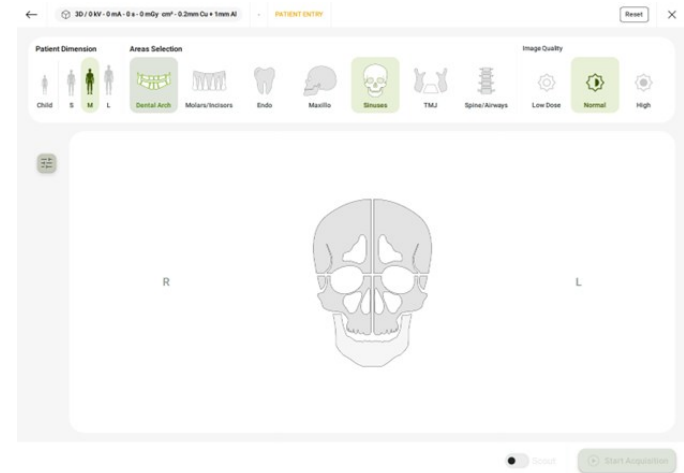 3D / 0 kV - 0 mA - 0 s - 0 mGy cm² - 0.2mm Cu + 1mm Al - PATIENT ENTRY Reset
Patient Dimension Areas Selection Image Quality
Child S M L Dental Arch Molars/Incisors Endo Maxillo Sinuses TMJ Spine/Airways Low Dose Normal High
R L
Scout Start Acquisition